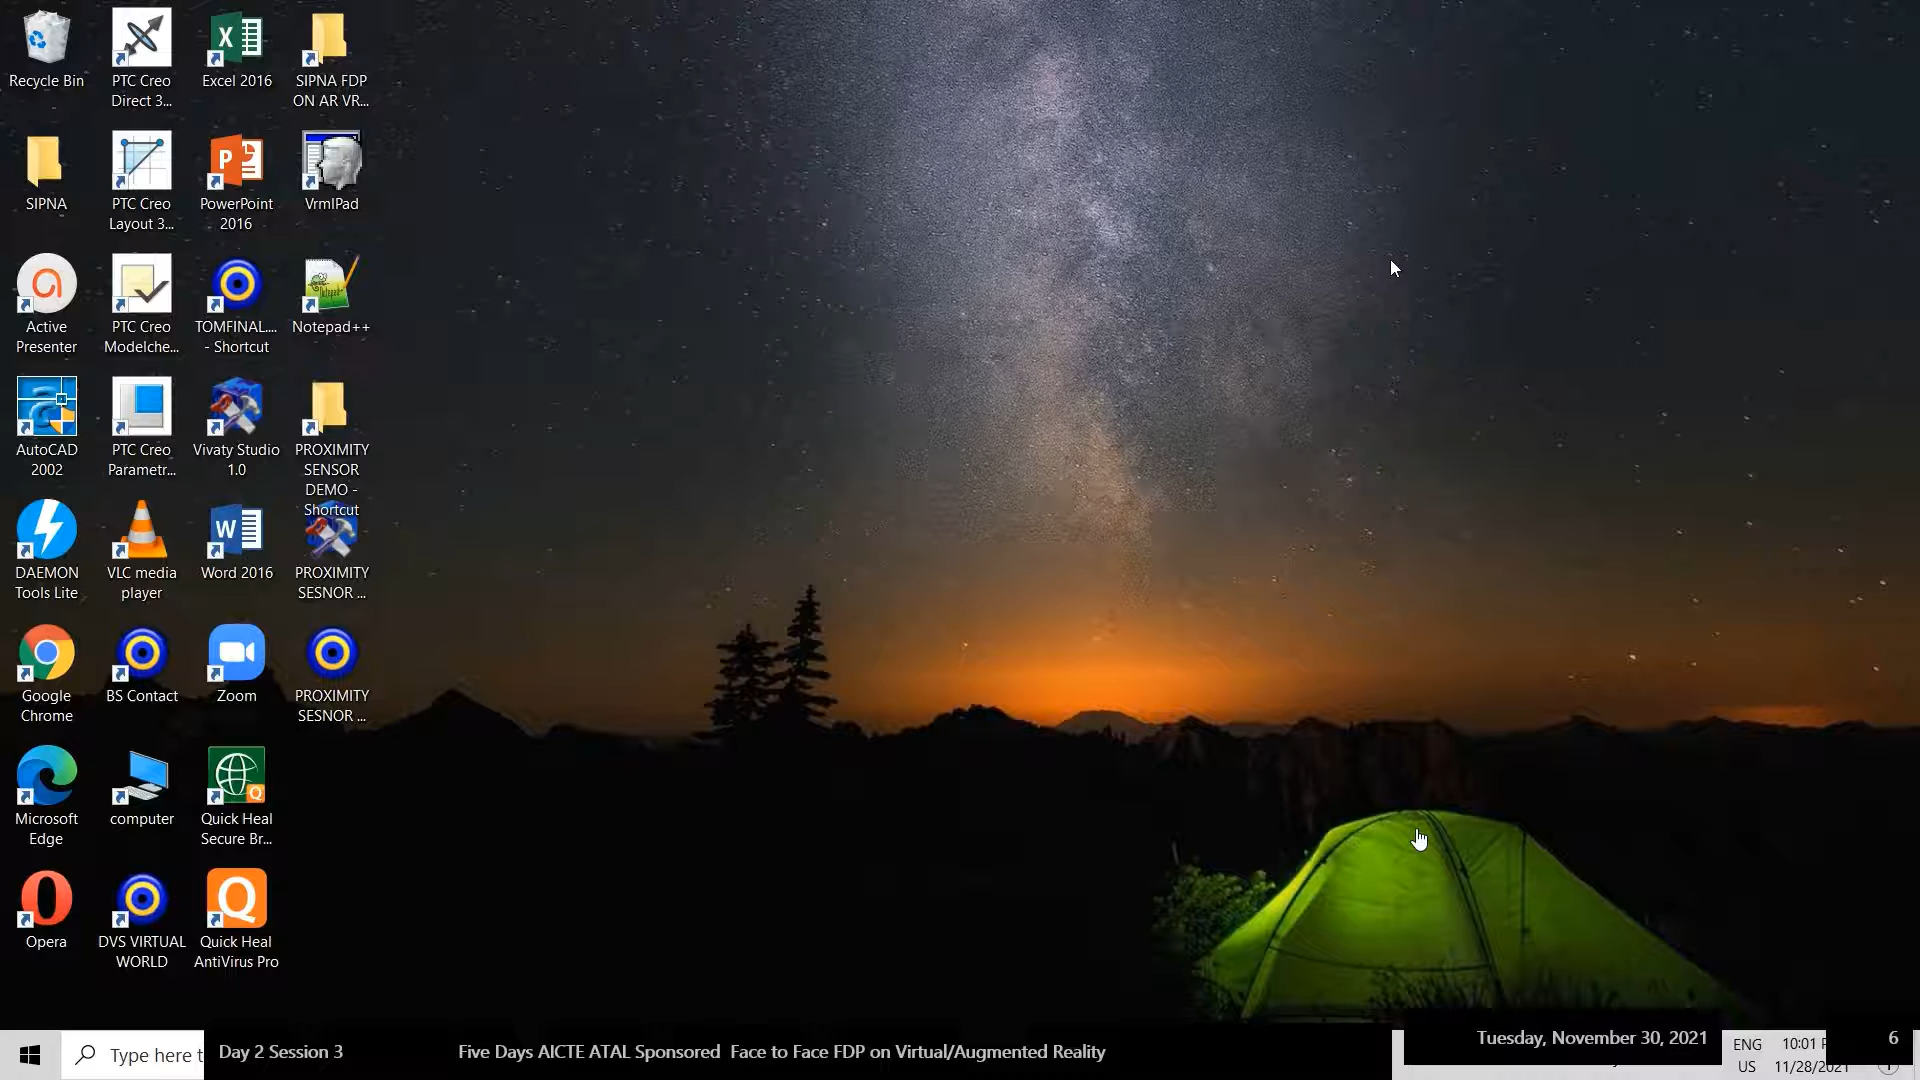 Recycle Bin
PTC Creo
Direct 3...
Excel 2016
SIPNA FDP
ON AR VR...
SIPNA
PTC Creo
Layout 3...
PowerPoint
2016
VrmlPad
Active
Presenter
PTC Creo
Modelche...
TOMFINAL....
- Shortcut
Notepad++
AutoCAD
2002
PTC Creo
Parametr...
Vivaty Studio
1.0
PROXIMITY
SENSOR
DEMO -
Shortcut
DAEMON
Tools Lite
VLC media
player
Word 2016
PROXIMITY
SESNOR ...
Google
Chrome
BS Contact
Zoom
PROXIMITY
SESNOR ...
Microsoft
Edge
computer
Quick Heal
Secure Br...
Opera
DVS VIRTUAL
WORLD
Quick Heal
AntiVirus Pro
Type here t
Day 2 Session 3
Five Days AICTE ATAL Sponsored Face to Face FDP on Virtual/Augmented Reality
Tuesday, November 30, 2021
ENG
US
10:01
11/28/2021
6